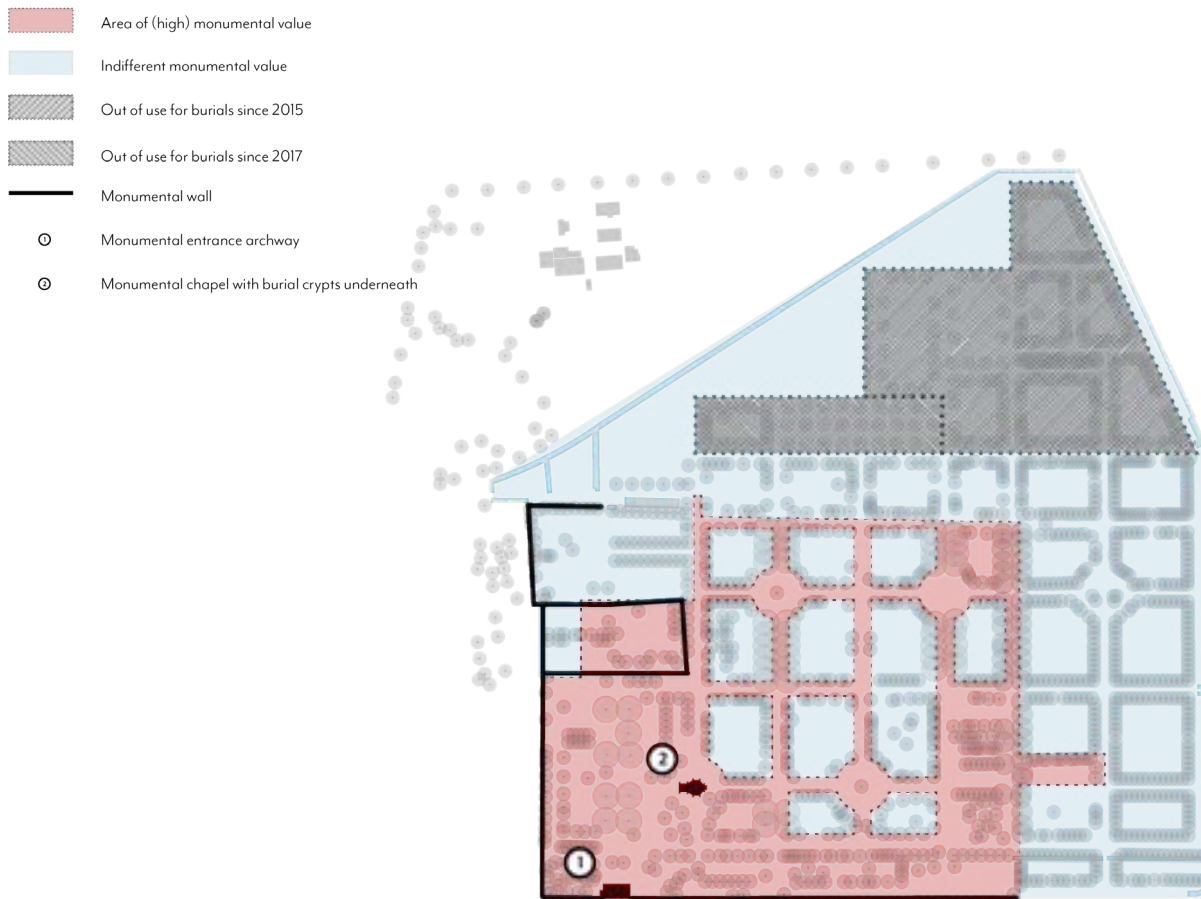 Area of (high) monumental value
Indifferent monumental value
Out of use for burials since 2015
Out of use for burials since 2017
Monumental wall
1 Monumental entrance archway
2 Monumental chapel with burial crypts underneath
2
1